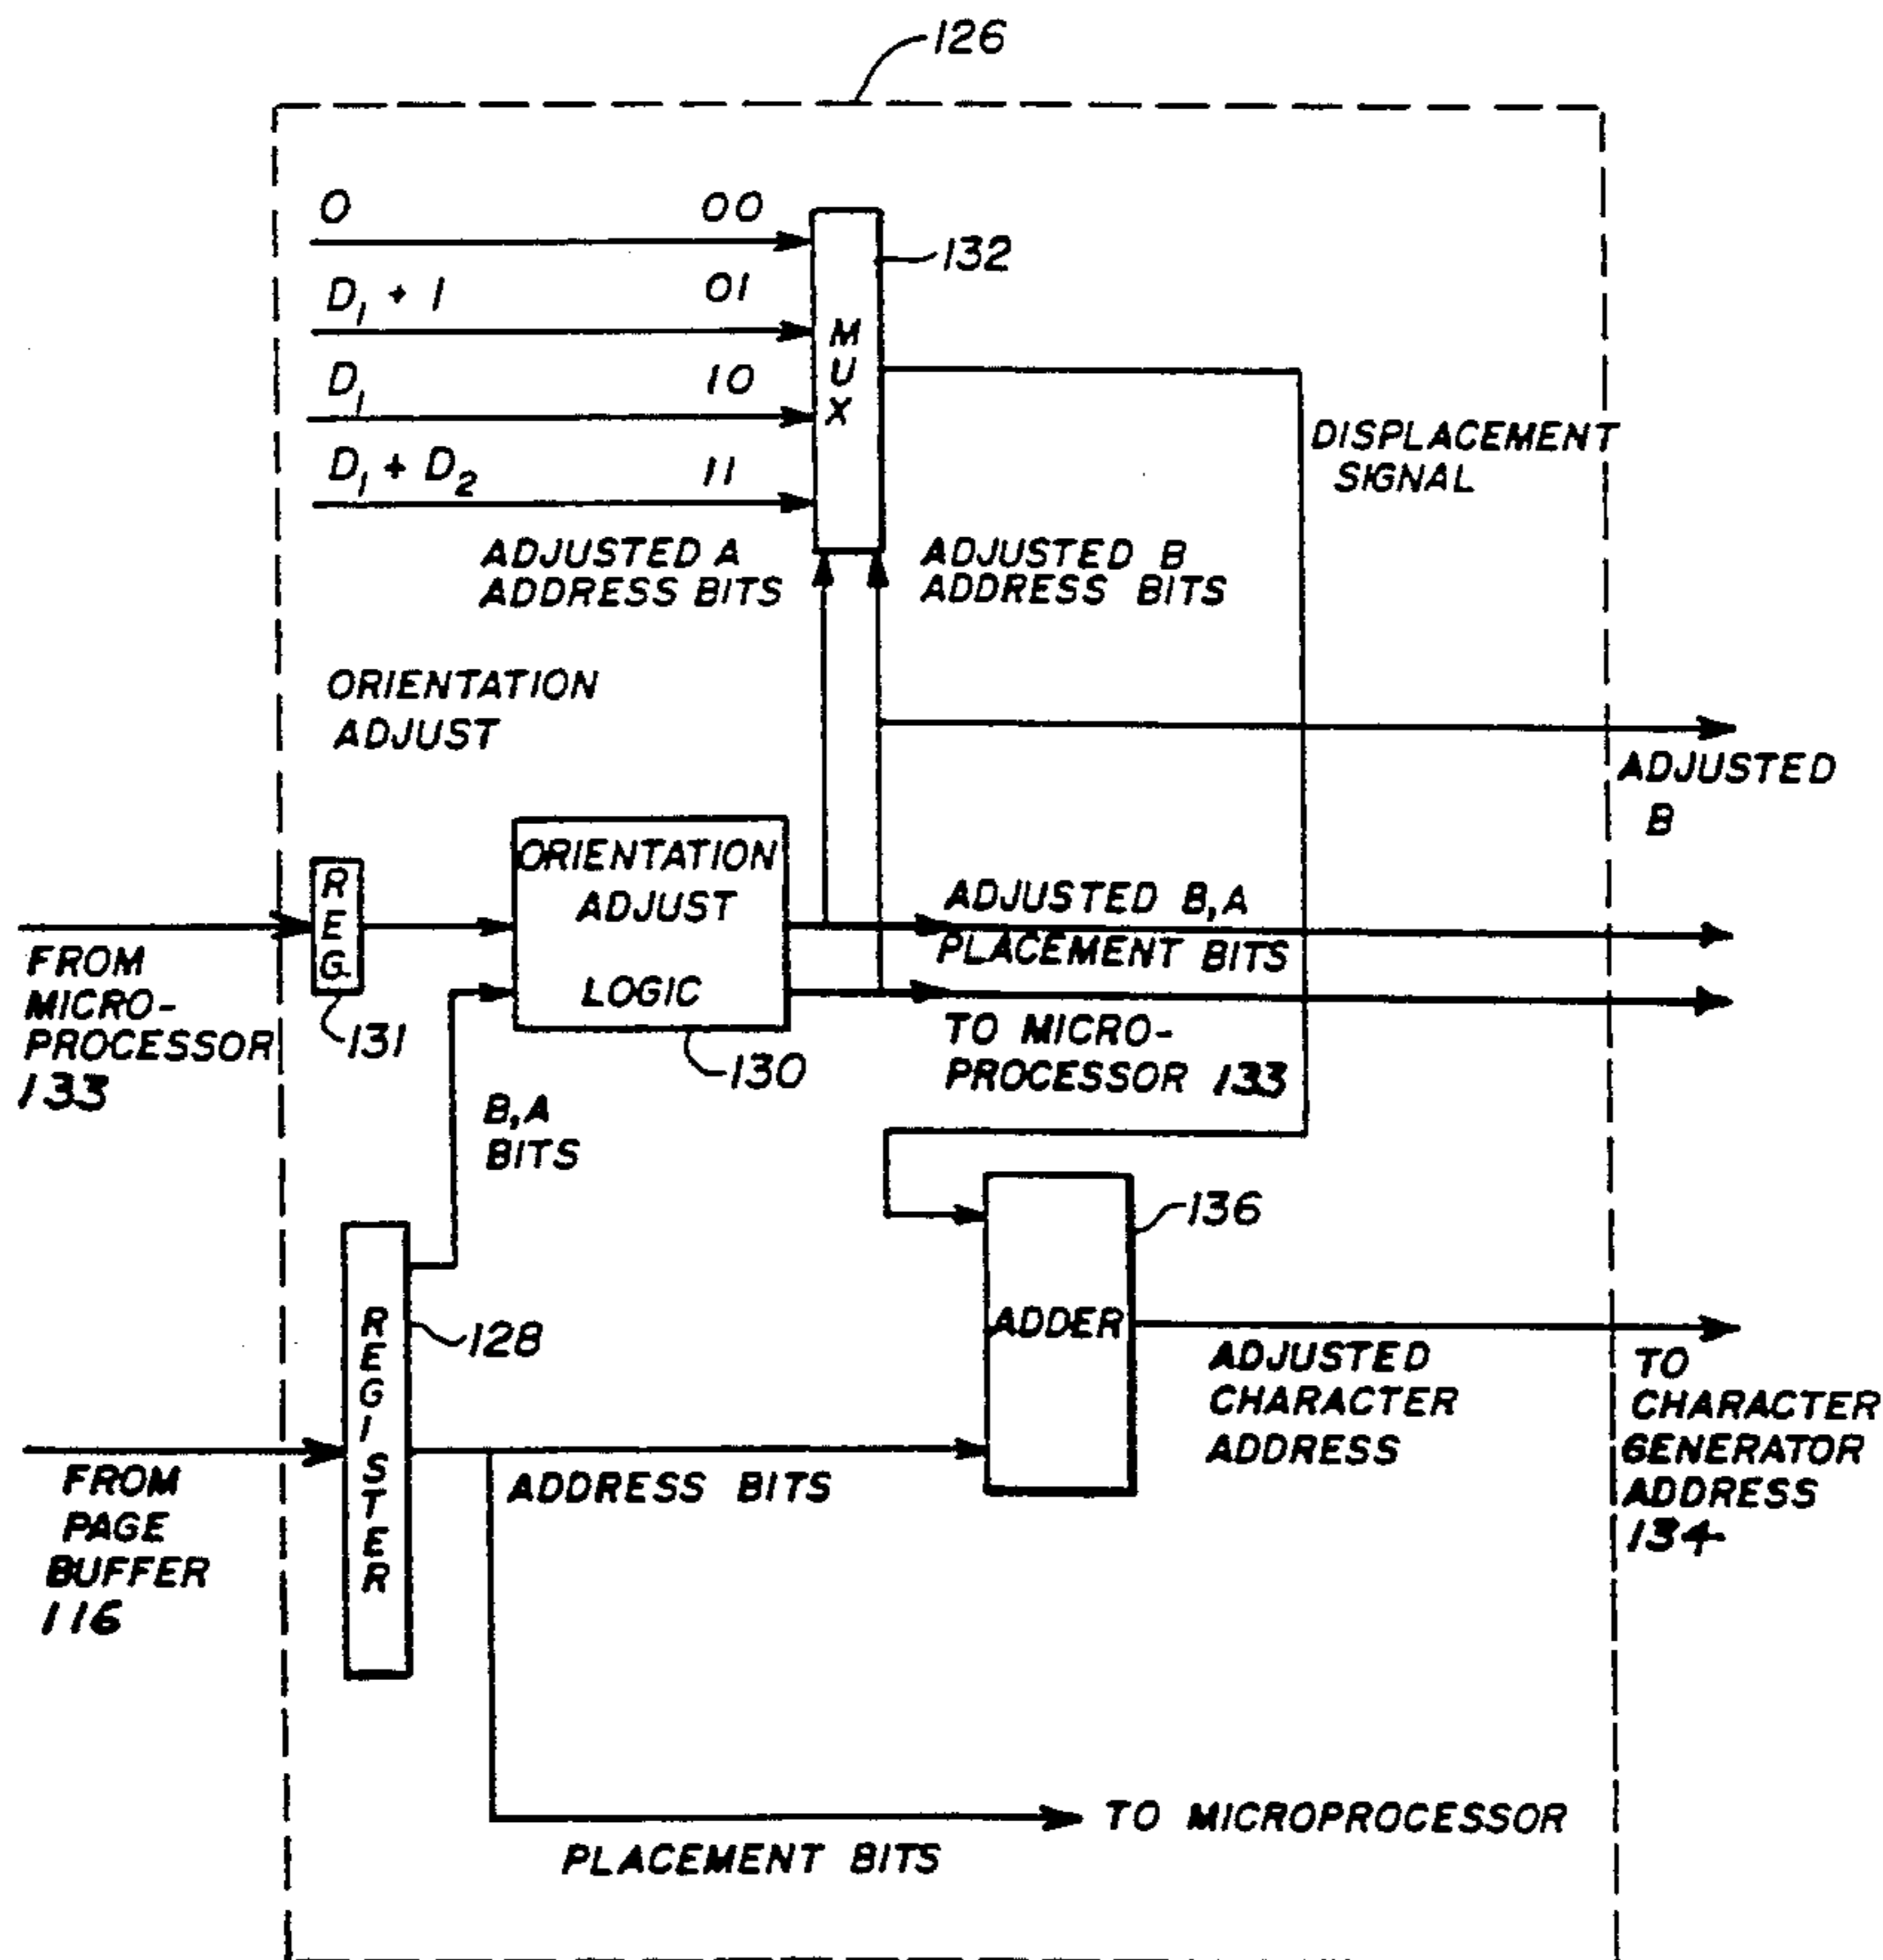 126
O 00
D1 + 1 01
D1 10
D1 + D2 11
MUX
132
DISPLACEMENT
SIGNAL
ADJUSTED A
ADDRESS BITS
ADJUSTED B
ADDRESS BITS
ORIENTATION
ADJUST
ADJUSTED
B
REG.
ORIENTATION
ADJUST
LOGIC
ADJUSTED B,A
PLACEMENT BITS
FROM
MICRO-
PROCESSOR
133
131
130
TO MICRO-
PROCESSOR 133
B,A
BITS
136
REGISTER
128
ADDER
ADJUSTED
CHARACTER
ADDRESS
TO
CHARACTER
GENERATOR
ADDRESS
134
FROM
PAGE
BUFFER
116
ADDRESS BITS
TO MICROPROCESSOR
PLACEMENT BITS